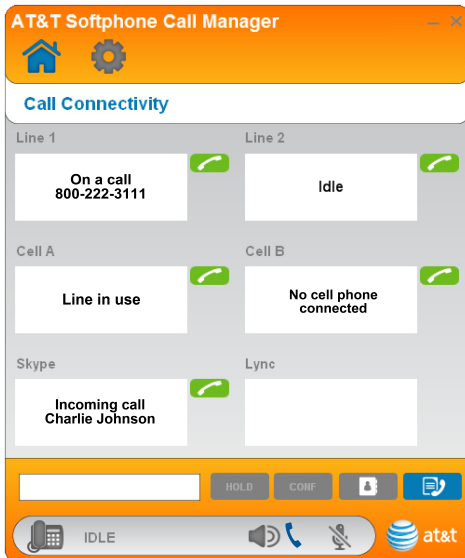 AT&T Softphone Call Manager
Call Connectivity
Line 1
Line 2
On a call
800-222-3111
Idle
Cell A
Cell B
Line in use
No cell phone
connected
Skype
Lync
Incoming call
Charlie Johnson
HOLD
CONF
IDLE
at&t